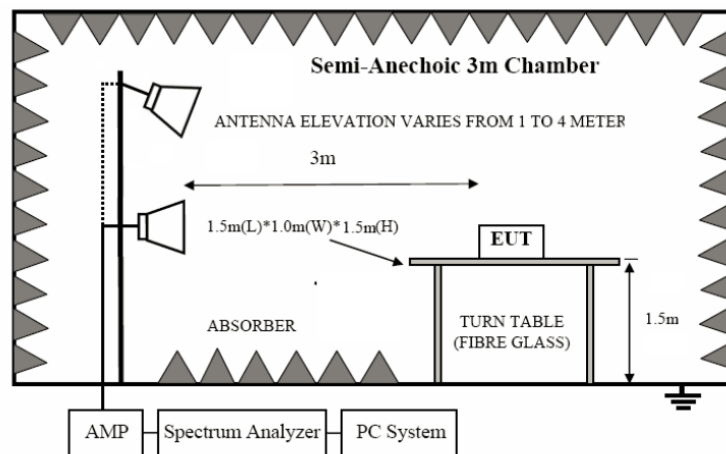 Semi-Anechoic 3m Chamber
ANTENNA ELEVATION VARIES FROM 1 TO 4 METER
3m
1.5m(L)*1.0m(W)*1.5m(H)
EUT
ABSORBER
TURN TABLE
(FIBRE GLASS)
1.5m
AMP
Spectrum Analyzer
PC System